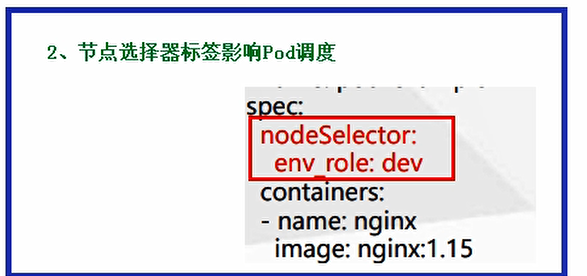 2、节点选择器标签影响Pod调度
spec:
nodeSelector:
env_role: dev
containers:
- name: nginx
image: nginx:1.15